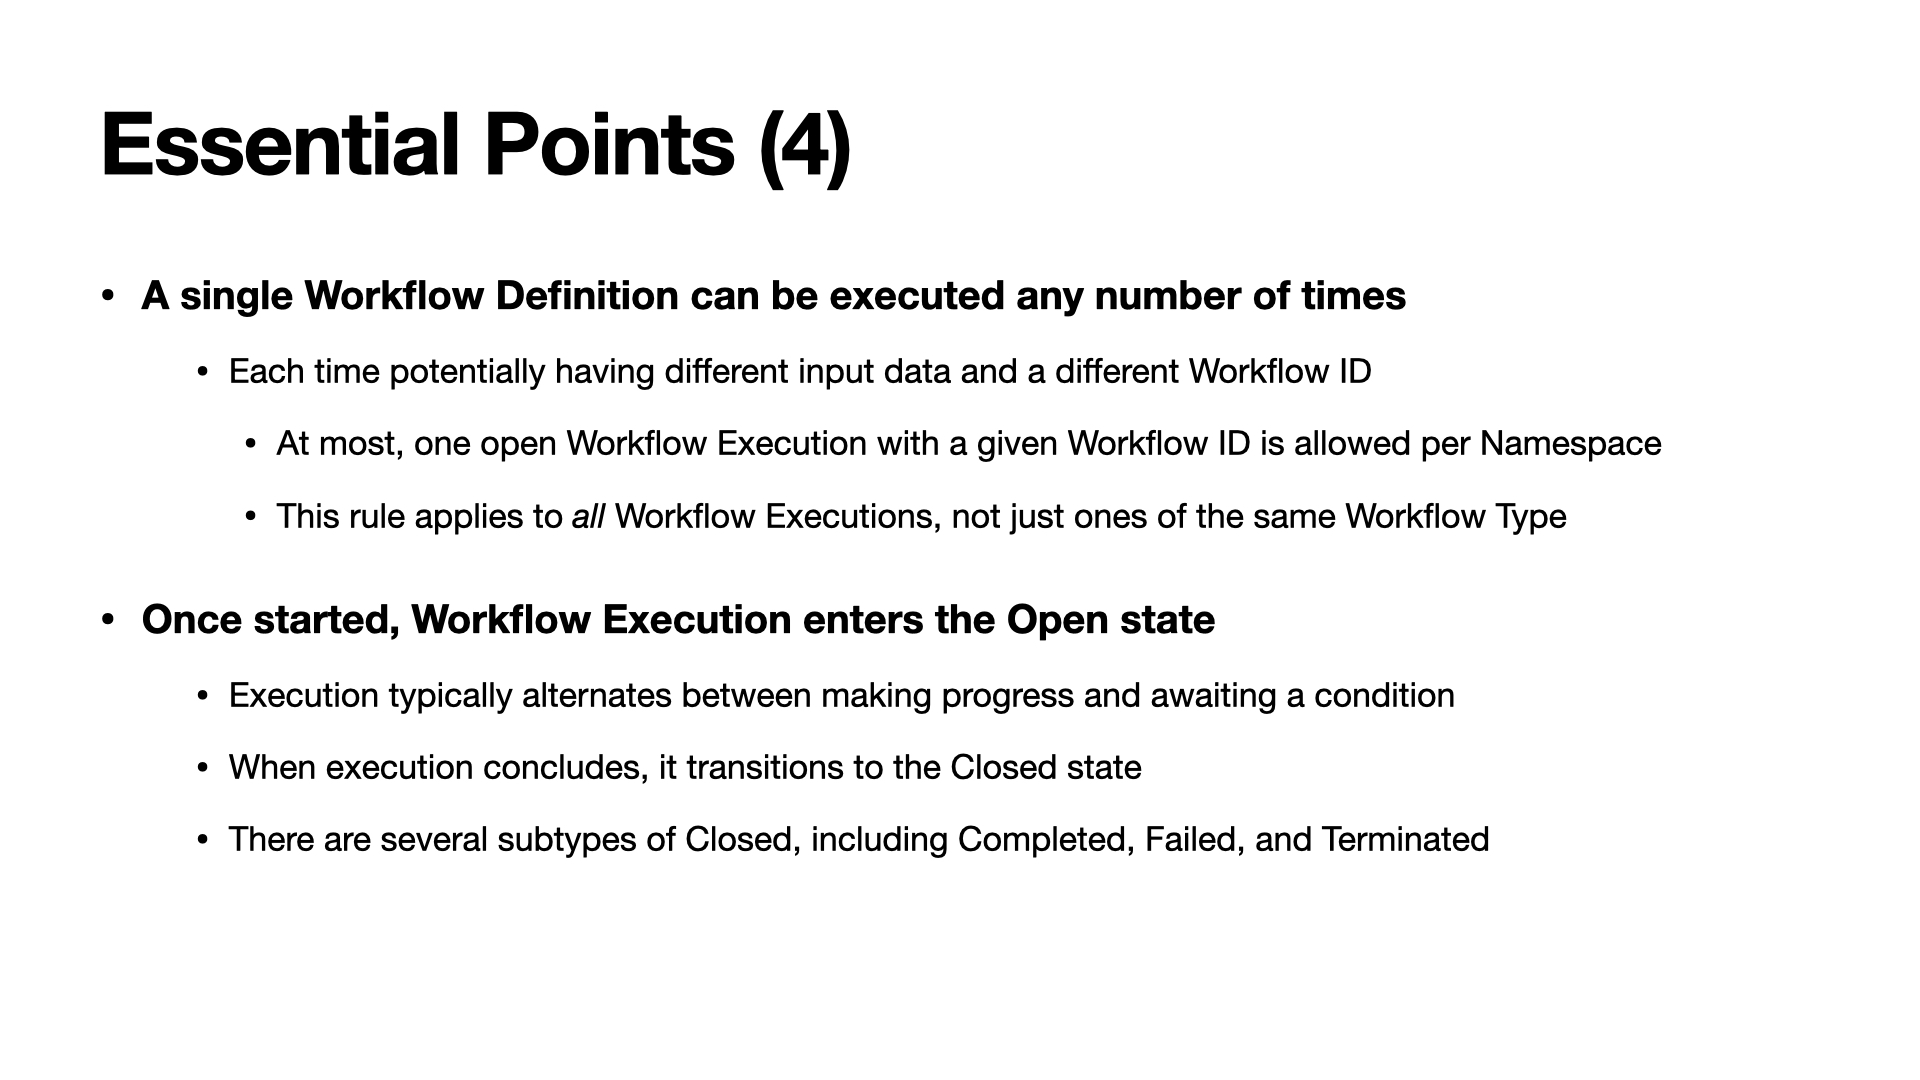 Essential Points (4)
• A single Workflow Definition can be executed any number of times
• Each time potentially having different input data and a different Workflow ID
• At most, one open Workflow Execution with a given Workflow ID is allowed per Namespace
• This rule applies to all Workflow Executions, not just ones of the same Workflow Type
• Once started, Workflow Execution enters the Open state
• Execution typically alternates between making progress and awaiting a condition
• When execution concludes, it transitions to the Closed state
• There are several subtypes of Closed, including Completed, Failed, and Terminated